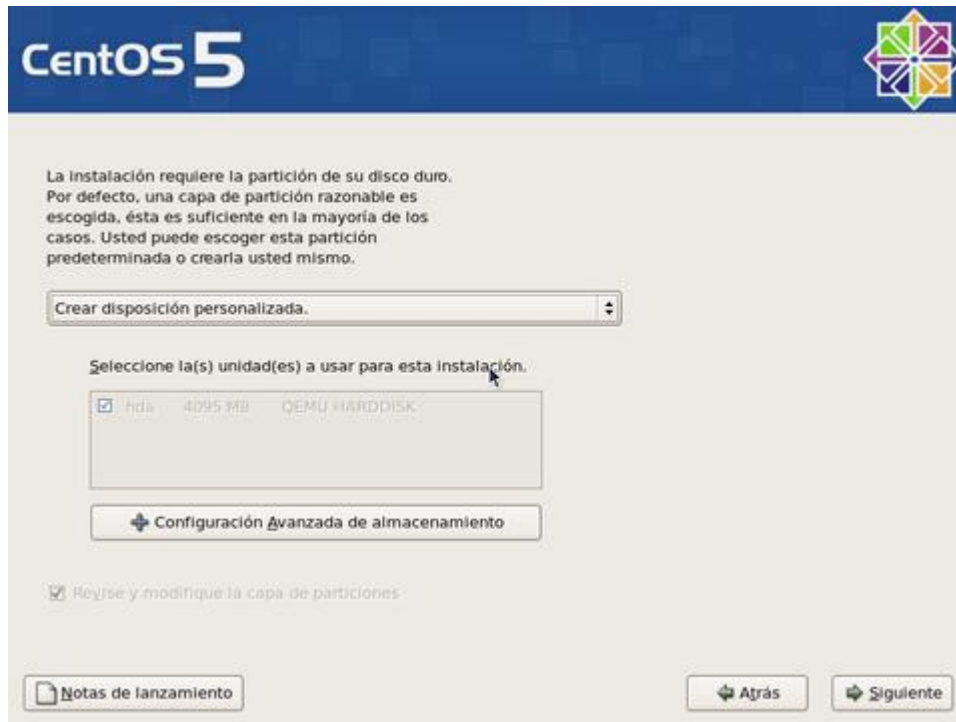 CentOS 5
La instalación requiere la partición de su disco duro.
Por defecto, una capa de partición razonable es
escogida, ésta es suficiente en la mayoría de los
casos. Usted puede escoger esta partición
predeterminada o crearla usted mismo.
Crear disposición personalizada.
Seleccione la(s) unidad(es) a usar para esta instalación.
hda 4095 MB QEMU HARDDISK
Configuración Avanzada de almacenamiento
Revise y modifique la capa de particiones
Notas de lanzamiento
Atrás
Siguiente